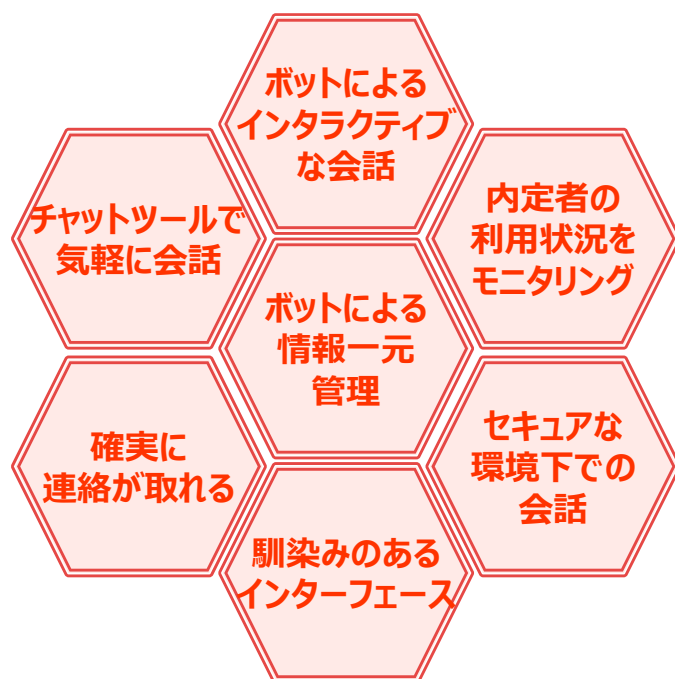 ボットによる
インタラクティブ
な会話
チャットツールで
気軽に会話
内定者の
利用状況を
モニタリング
ボットによる
情報一元
管理
確実に
連絡が取れる
セキュアな
環境下での
会話
馴染みのある
インターフェース